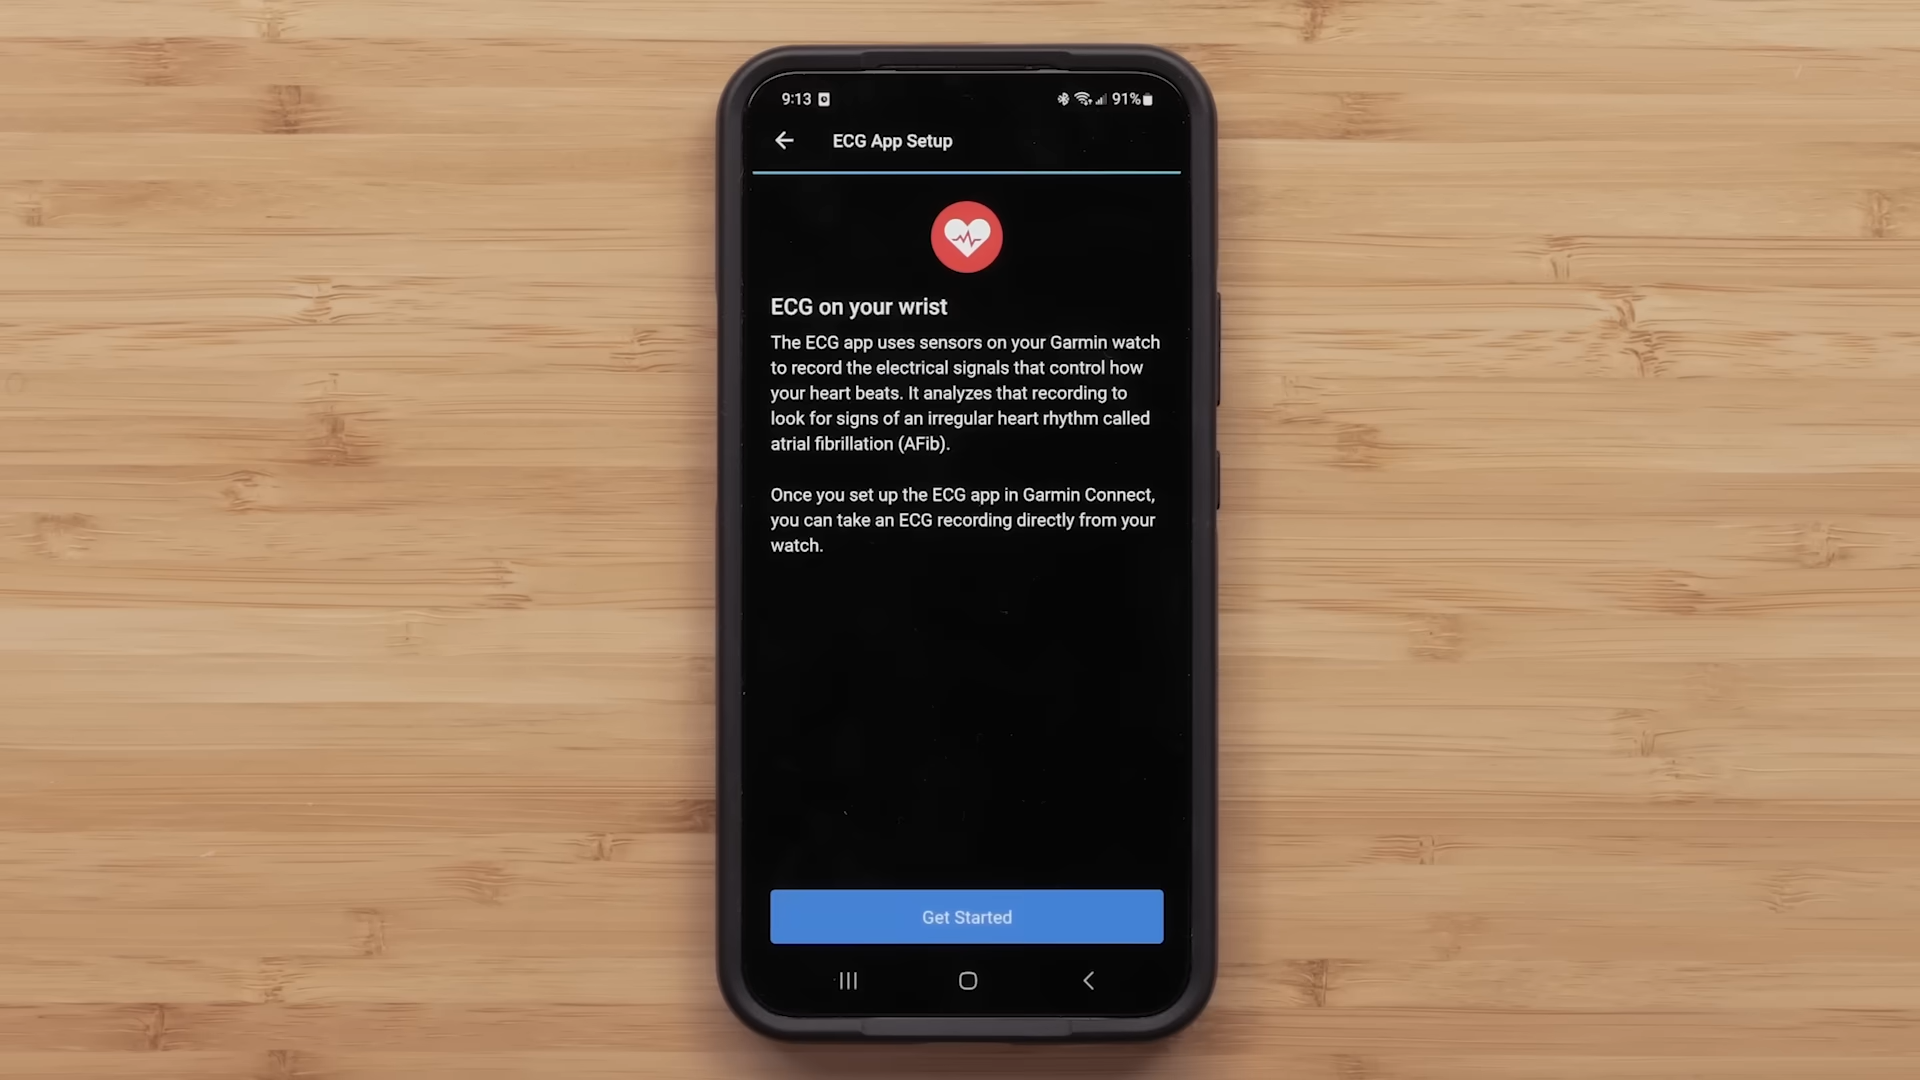 9:13 91%
ECG App Setup
ECG on your wrist
The ECG app uses sensors on your Garmin watch
to record the electrical signals that control how
your heart beats. It analyzes that recording to
look for signs of an irregular heart rhythm called
atrial fibrillation (AFib).
Once you set up the ECG app in Garmin Connect,
you can take an ECG recording directly from your
watch.
Get Started